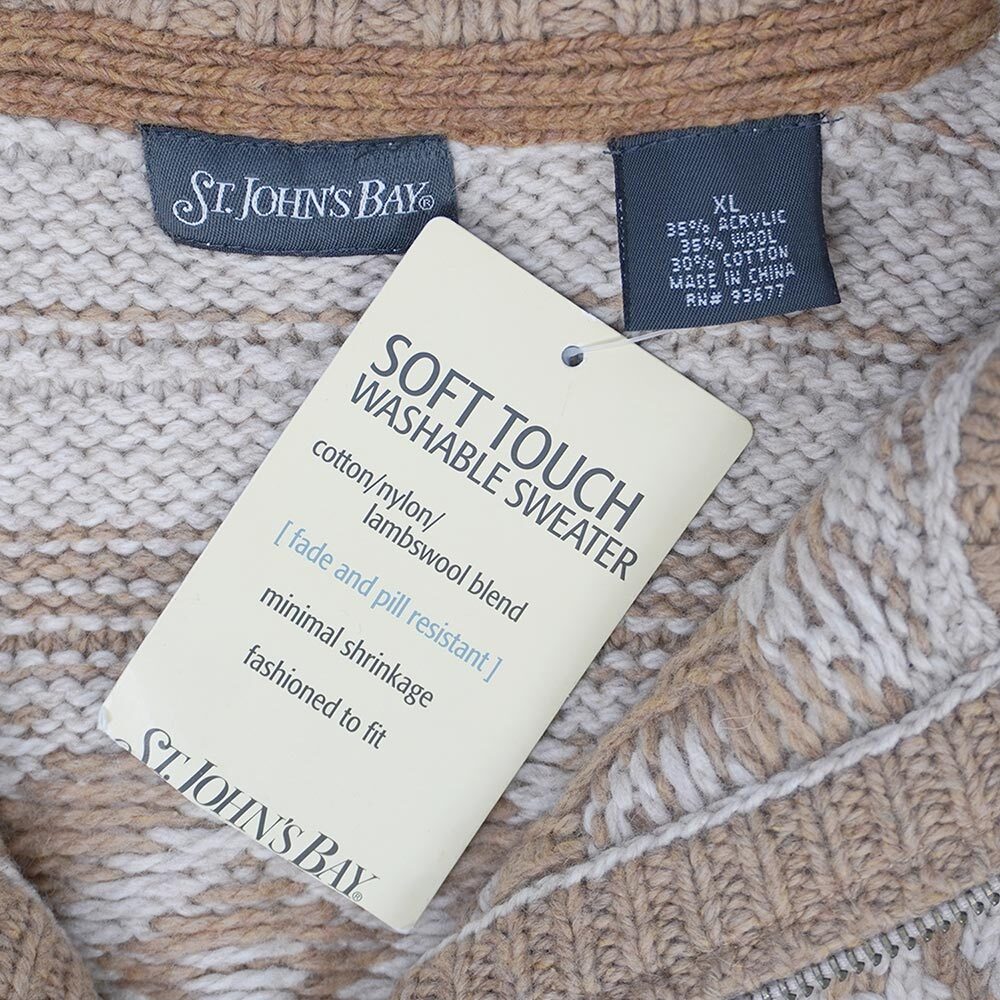 ST. JOHN'S BAY®
XL
35% ACRYLIC
35% WOOL
30% COTTON
MADE IN CHINA
RN# 93677
SOFT TOUCH
WASHABLE SWEATER
cotton/nylon/
lambswool blend
[ fade and pill resistant ]
minimal shrinkage
fashioned to fit
ST. JOHN'S BAY®